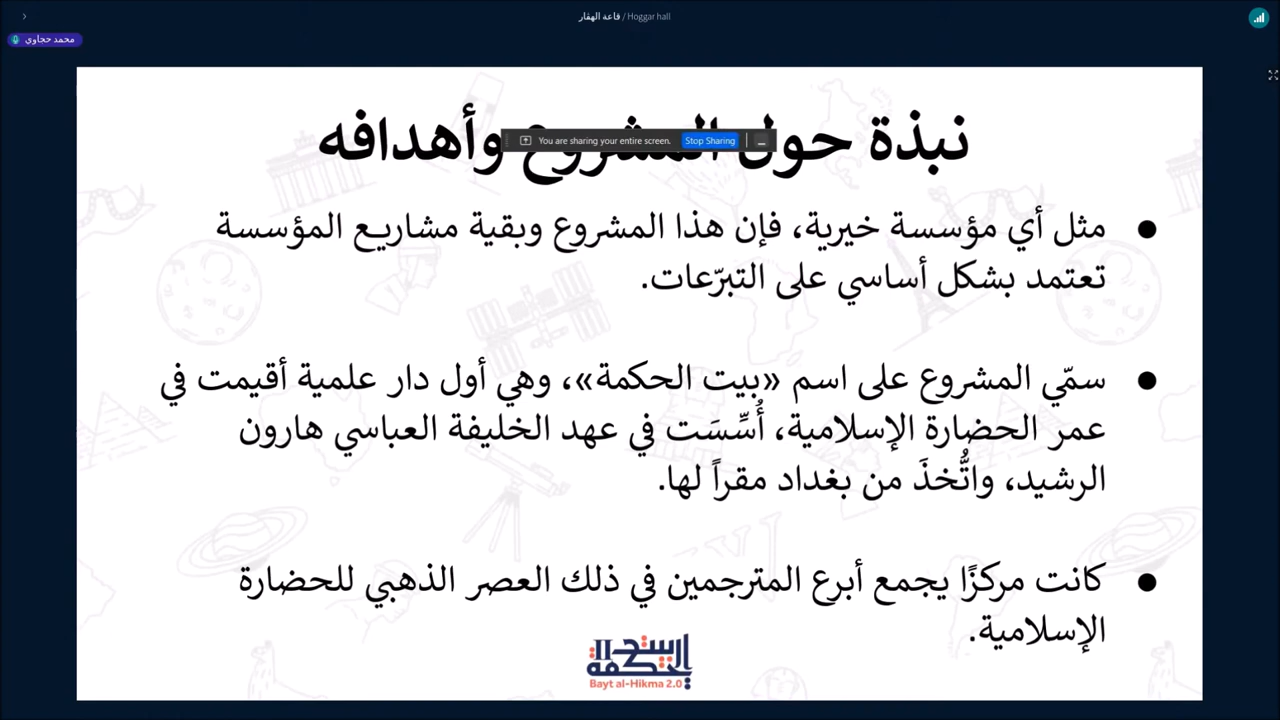 قاعة الهڨار / Hoggar hall
محمد حجاوي
نبذة حول المشروع وأهدافه
You are sharing your entire screen. Stop Sharing
● مثل أي مؤسسة خيرية، فإن هذا المشروع وبقية مشاريع المؤسسة
تعتمد بشكل أساسي على التبرّعات.
● سمّي المشروع على اسم «بيت الحكمة»، وهي أول دار علمية أقيمت في
عمر الحضارة الإسلامية، أُسِّسَت في عهد الخليفة العباسي هارون
الرشيد، واتُّخذَ من بغداد مقراً لها.
● كانت مركزًا يجمع أبرع المترجمين في ذلك العصر الذهبي للحضارة
الإسلامية.
Bayt al-Hikma 2.0